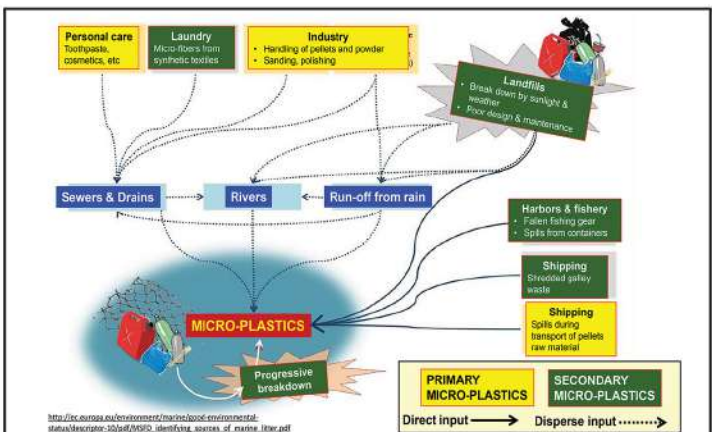 Personal care
Toothpaste,
cosmetics, etc
Laundry
Micro-fibers from
synthetic textiles
Industry
• Handling of pellets and powder
• Sanding, polishing
Landfills
• Break down by sunlight &
weather
• Poor design & maintenance
Sewers & Drains
Rivers
Run-off from rain
Harbors & fishery
• Fallen fishing gear
• Spills from containers
Shipping
Shredded galley
waste
MICRO-PLASTICS
Shipping
Spills during
transport of pellets
raw material
Progressive
breakdown
PRIMARY
MICRO-PLASTICS
SECONDARY
MICRO-PLASTICS
Direct input
Disperse input
http://ec.europa.eu/environment/marine/good-environmental-
status/descriptor-10/pdf/MSFD_identifying_sources_of_marine_litter.pdf